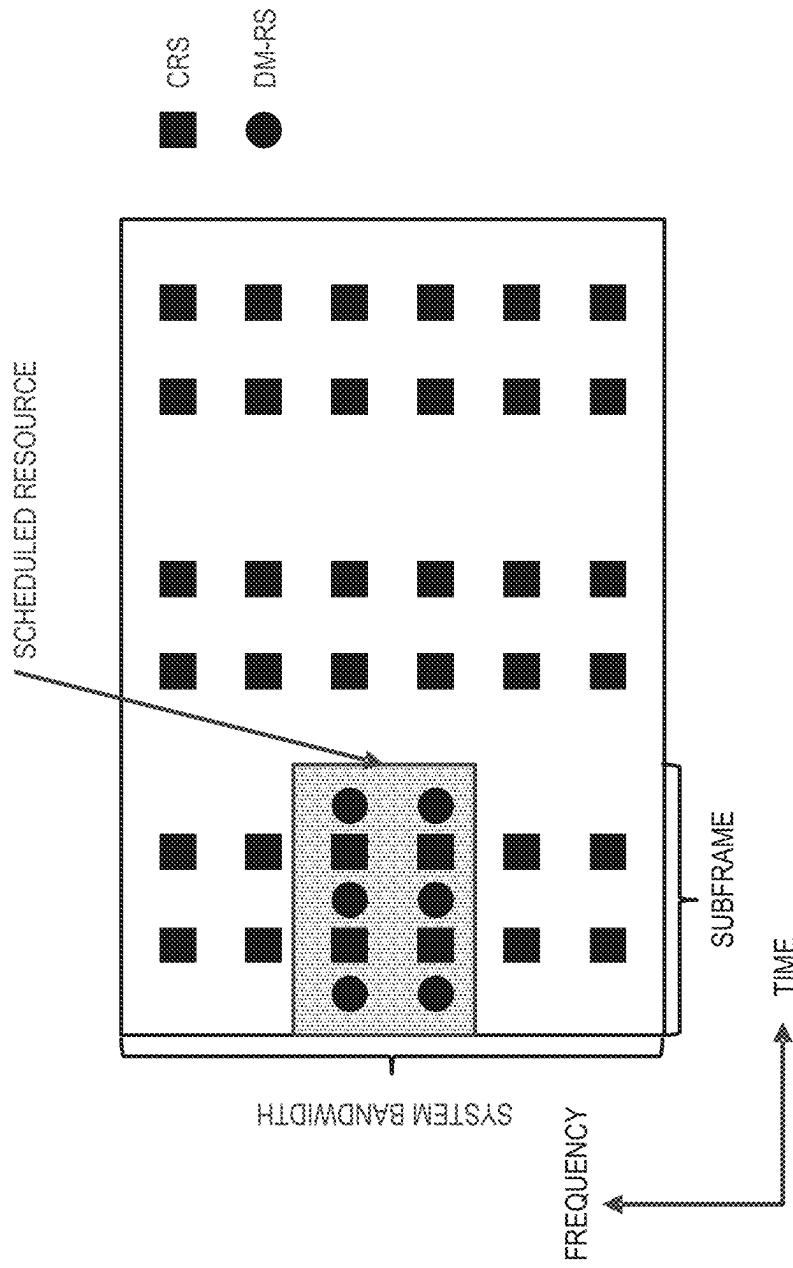 SCHEDULED RESOURCE
CRS
DM-RS
SYSTEM BANDWIDTH
SUBFRAME
FREQUENCY
TIME